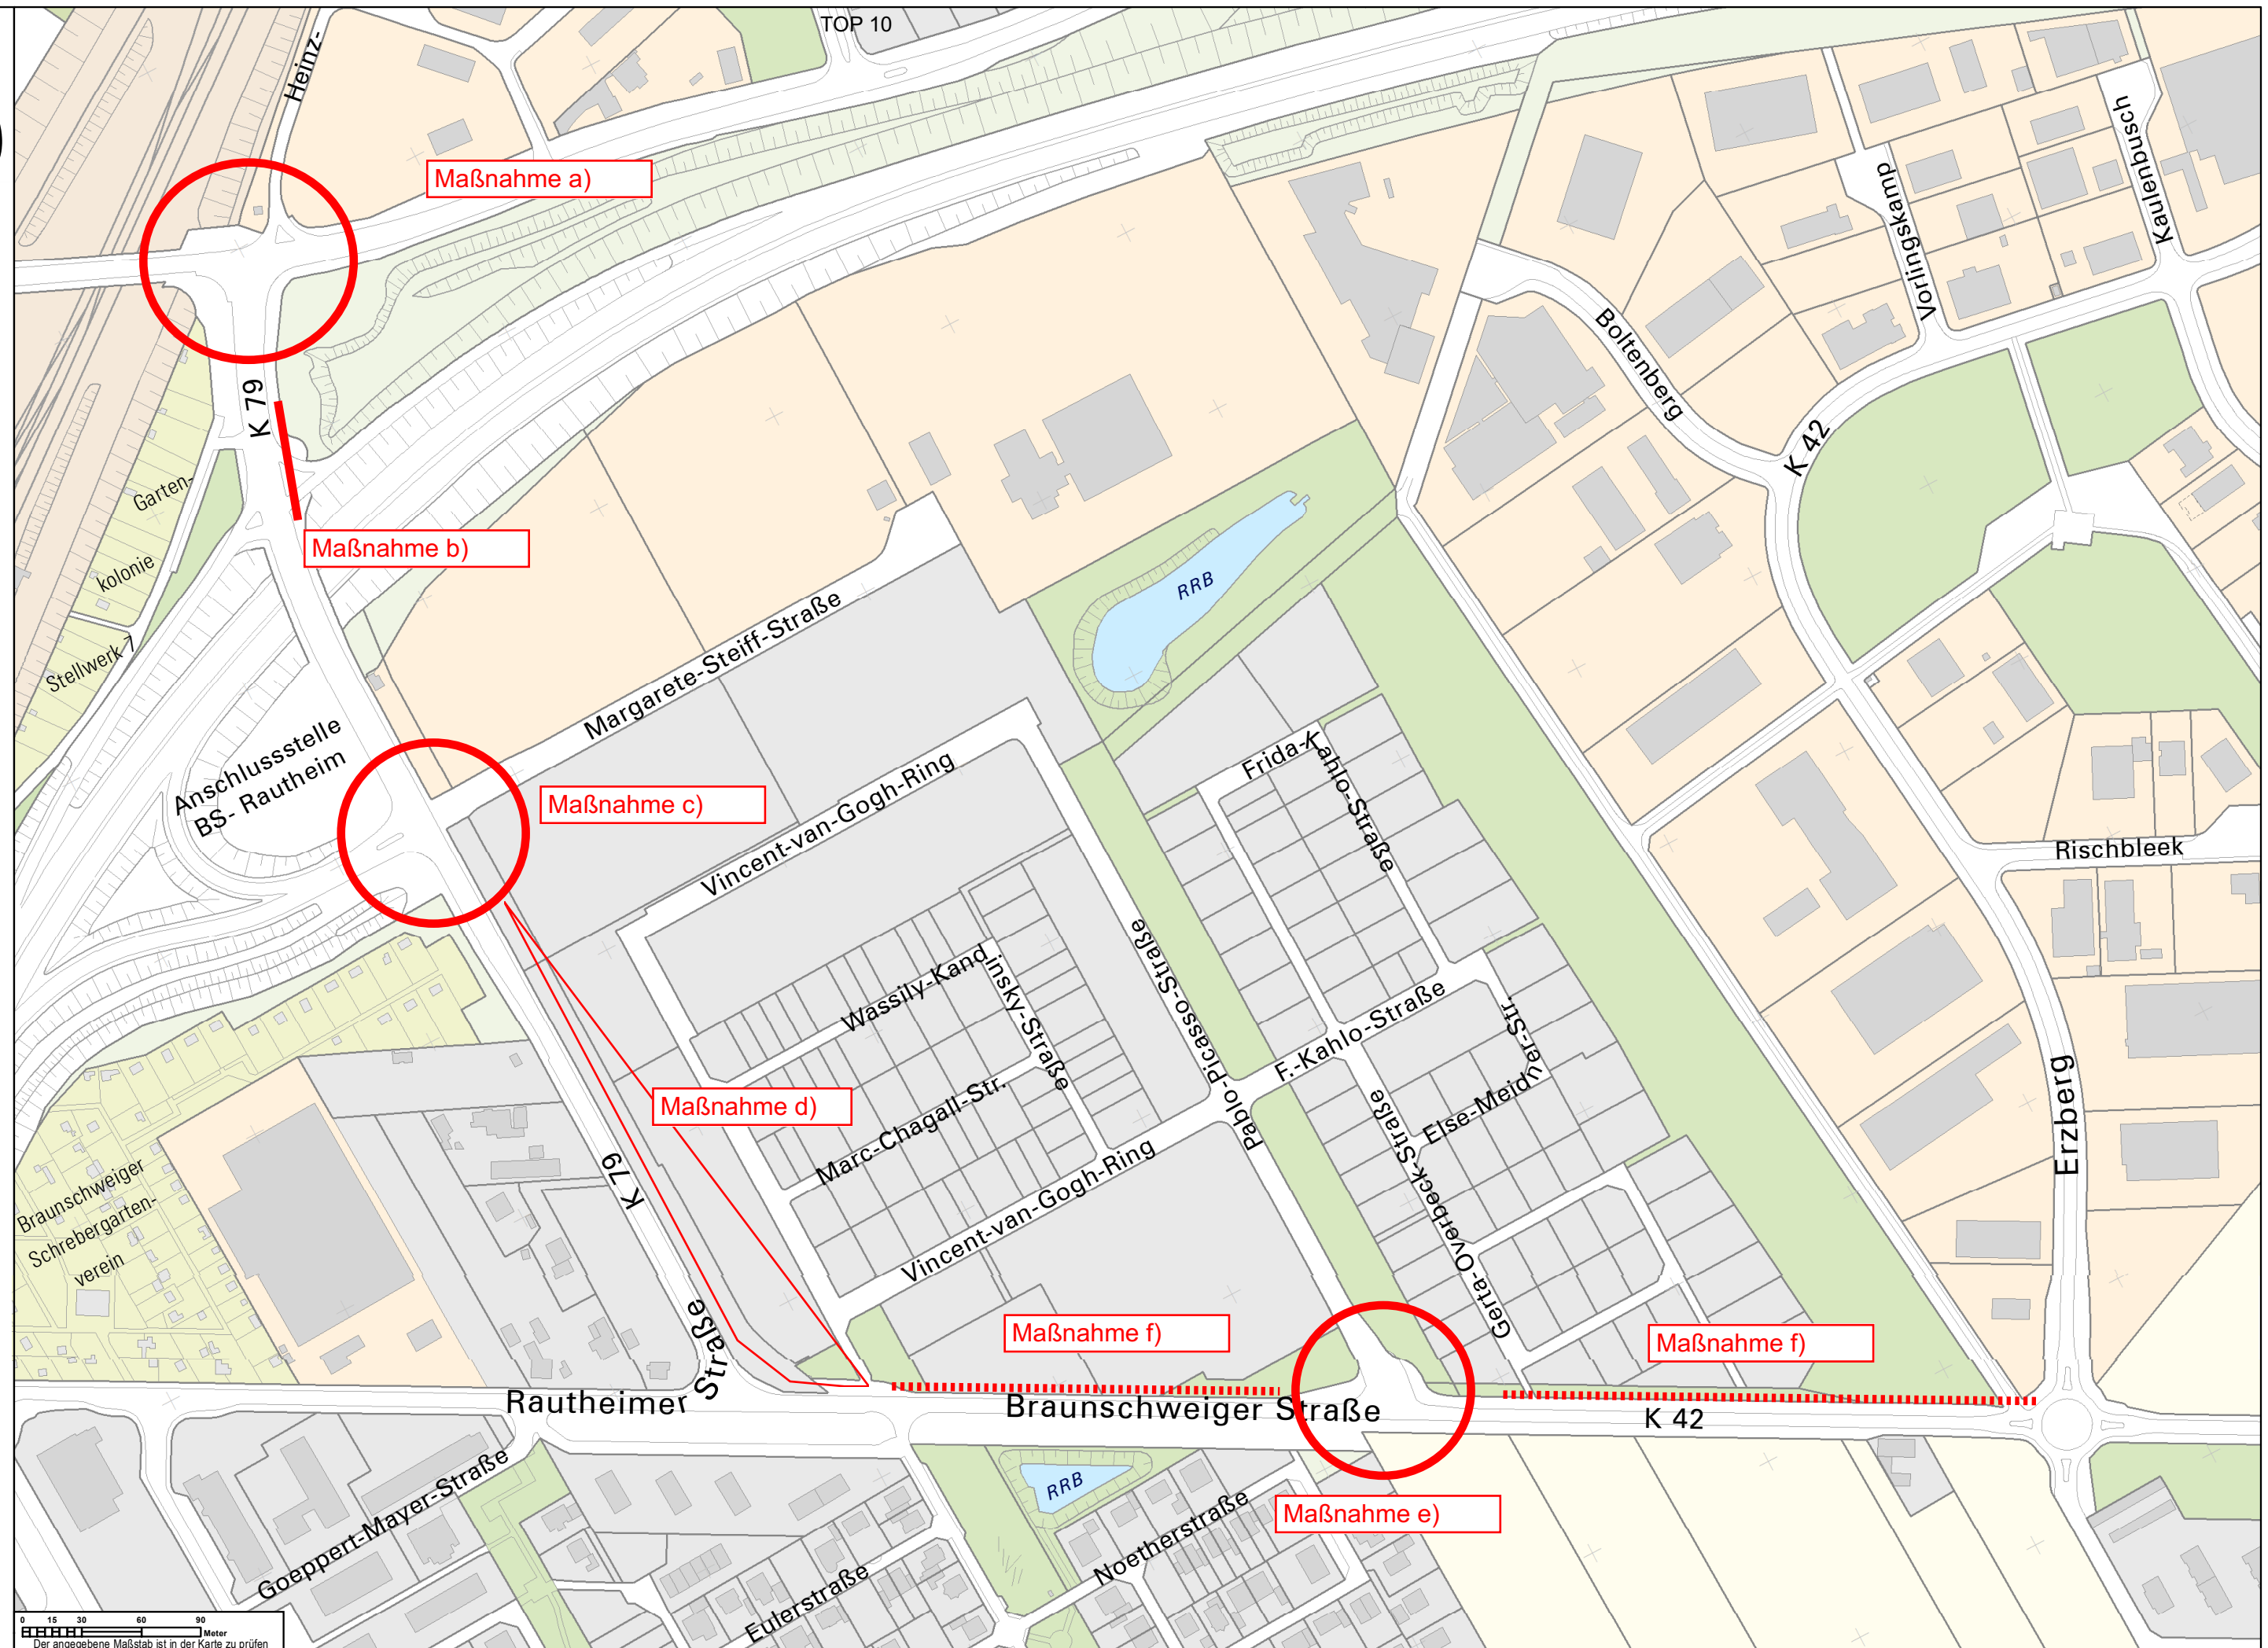 TOP 10
Heinz-
Maßnahme a)
Kaulenbusch
Vorlingskamp
Boltenberg
K 79
K 42
Garten-
kolonie
Stellwerk
Maßnahme b)
RRB
Margarete-Steiff-Straße
Anschlussstelle
BS- Rautheim
Maßnahme c)
Vincent-van-Gogh-Ring
Frida-Kahlo-Straße
Rischbleek
Wassily-Kandinsky-Straße
Pablo-Picasso-Straße
F.-Kahlo-Straße
Else-Meidner-Str.
Maßnahme d)
Marc-Chagall-Str.
Erzberg
K 79
Braunschweiger
Schrebergarten-
verein
Vincent-van-Gogh-Ring
Gerta-Overbeck-Straße
Maßnahme f)
Maßnahme f)
Rautheimer Straße
Braunschweiger Straße
K 42
RRB
Maßnahme e)
Goeppert-Mayer-Straße
Noetherstraße
Eulerstraße
0 15 30 60 90
Meter
Der angegebene Maßstab ist in der Karte zu prüfen